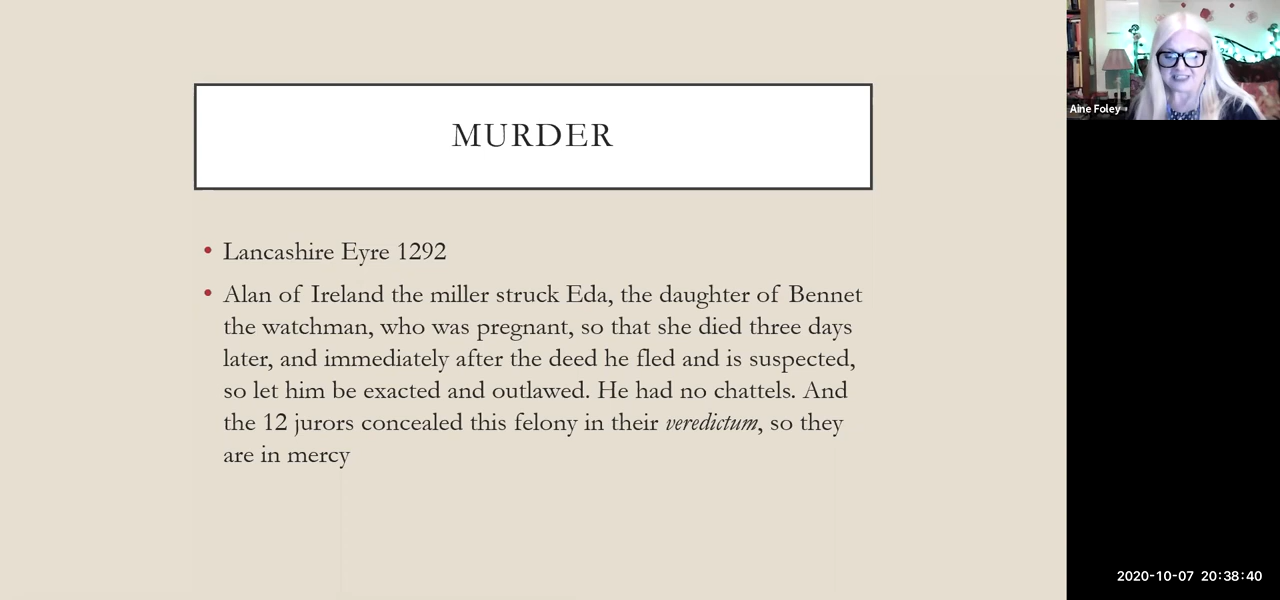 MURDER
• Lancashire Eyre 1292
• Alan of Ireland the miller struck Eda, the daughter of Bennet
the watchman, who was pregnant, so that she died three days
later, and immediately after the deed he fled and is suspected,
so let him be exacted and outlawed. He had no chattels. And
the 12 jurors concealed this felony in their veredictum, so they
are in mercy
Aine Foley
2020-10-07 20:38:40